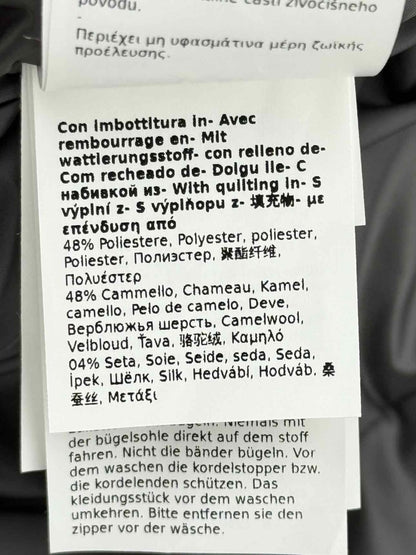 povodu.
časti živočíšneho
-
Περιέχει μη υφασμάτινα μέρη ζωικής
προέλευσης.
Con imbottitura in- Avec
rembourrage en- Mit
wattierungsstoff- con relleno de-
Com recheado de- Dolgu ile- С
набивкой из- With quilting in- S
výplní z- S výplňopu z- 填充物- με
επένδυση από
48% Poliestere, Polyester, poliester,
Poliester, Полиэстер, 聚酯纤维,
Πολυέστερ
48% Cammello, Chameau, Kamel,
camello, Pelo de camelo, Deve,
Верблюжья шерсть, Camelwool,
Velbloud, Ťava, 骆驼绒, Καμηλό
04% Seta, Soie, Seide, seda, Seda,
İpek, Шёлк, Silk, Hedvábí, Hodváb, 桑
蚕丝, Μετάξι
bügeln. Niemals mit
der bügelsohle direkt auf dem stoff
fahren. Nicht die bänder bügeln. Vor
dem waschen die kordelstopper bzw.
die kordelenden schützen. Das
kleidungsstück vor dem waschen
umkehren. Bitte entfernen sie den
zipper vor der wäsche.